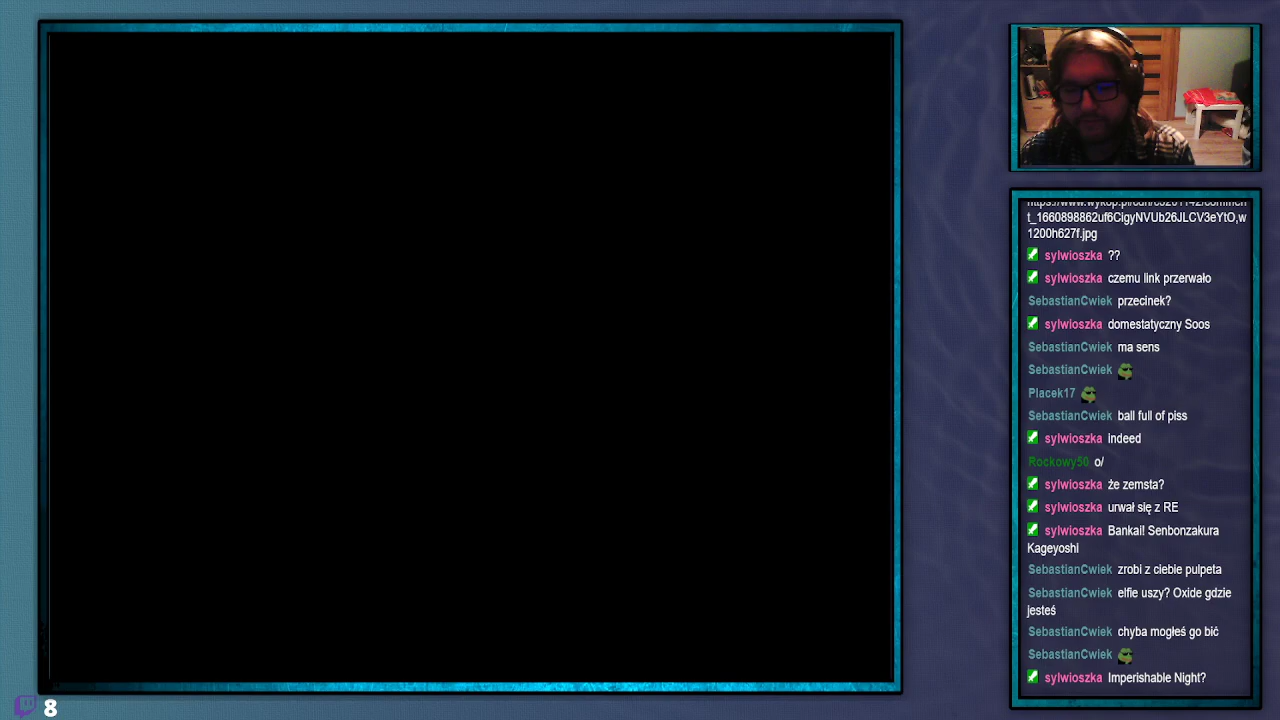 t_1660898862uf6CigyNVUb26JLCV3eYtO,w
1200h627f.jpg
sylwioszka ??
sylwioszka czemu link przerwało
SebastianCwiek przecinek?
sylwioszka domestatyczny Soos
SebastianCwiek ma sens
SebastianCwiek
Placek17
SebastianCwiek ball full of piss
sylwioszka indeed
Rockowy50 o/
sylwioszka że zemsta?
sylwioszka urwał się z RE
sylwioszka Bankai! Senbonzakura
Kageyoshi
SebastianCwiek zrobi z ciebie pulpeta
SebastianCwiek elfie uszy? Oxide gdzie
jesteś
SebastianCwiek chyba mogłeś go bić
SebastianCwiek
sylwioszka Imperishable Night?
8